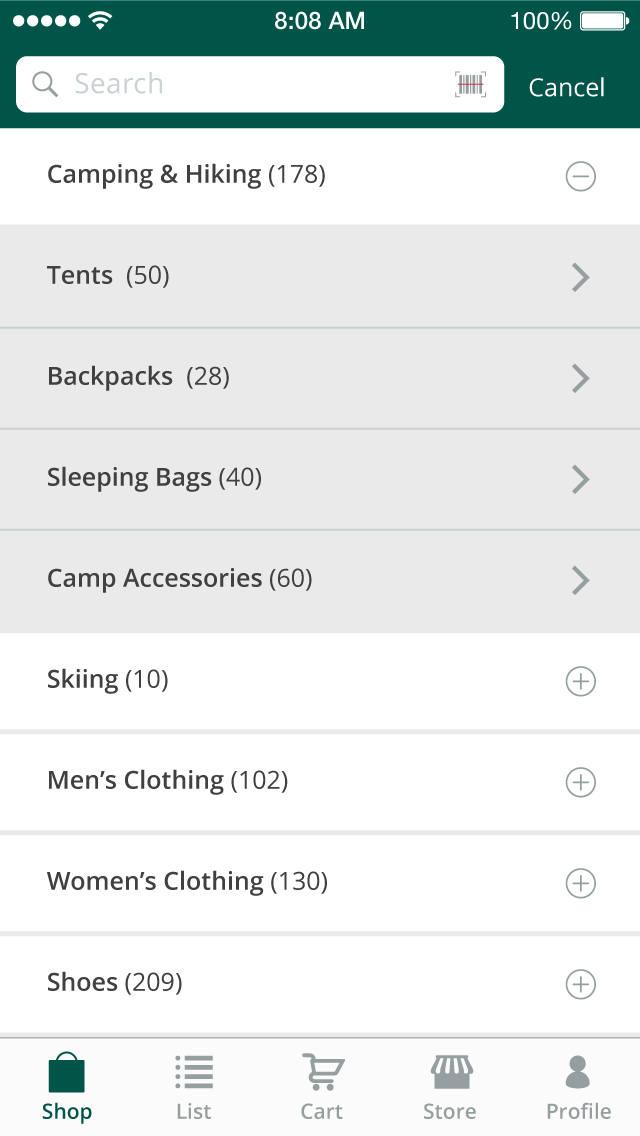 8:08 AM 100%
Search Cancel
Camping & Hiking (178)
Tents (50)
Backpacks (28)
Sleeping Bags (40)
Camp Accessories (60)
Skiing (10)
Men’s Clothing (102)
Women’s Clothing (130)
Shoes (209)
Shop List Cart Store Profile